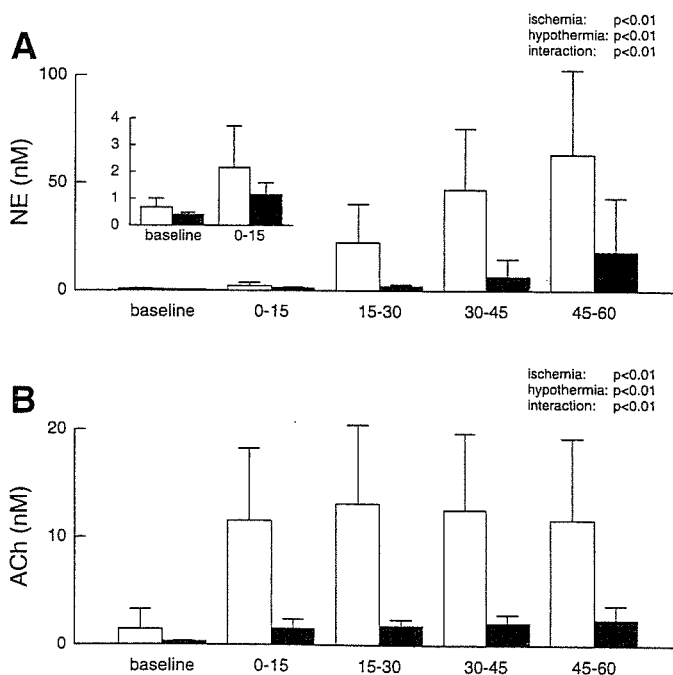 ischemia: p<0.01
hypothermia: p<0.01
interaction: p<0.01
A
100
50
0
NE (nM)
4
3
2
1
0
baseline 0-15
baseline 0-15 15-30 30-45 45-60
ischemia: p<0.01
hypothermia: p<0.01
interaction: p<0.01
B
20
10
0
ACh (nM)
baseline 0-15 15-30 30-45 45-60